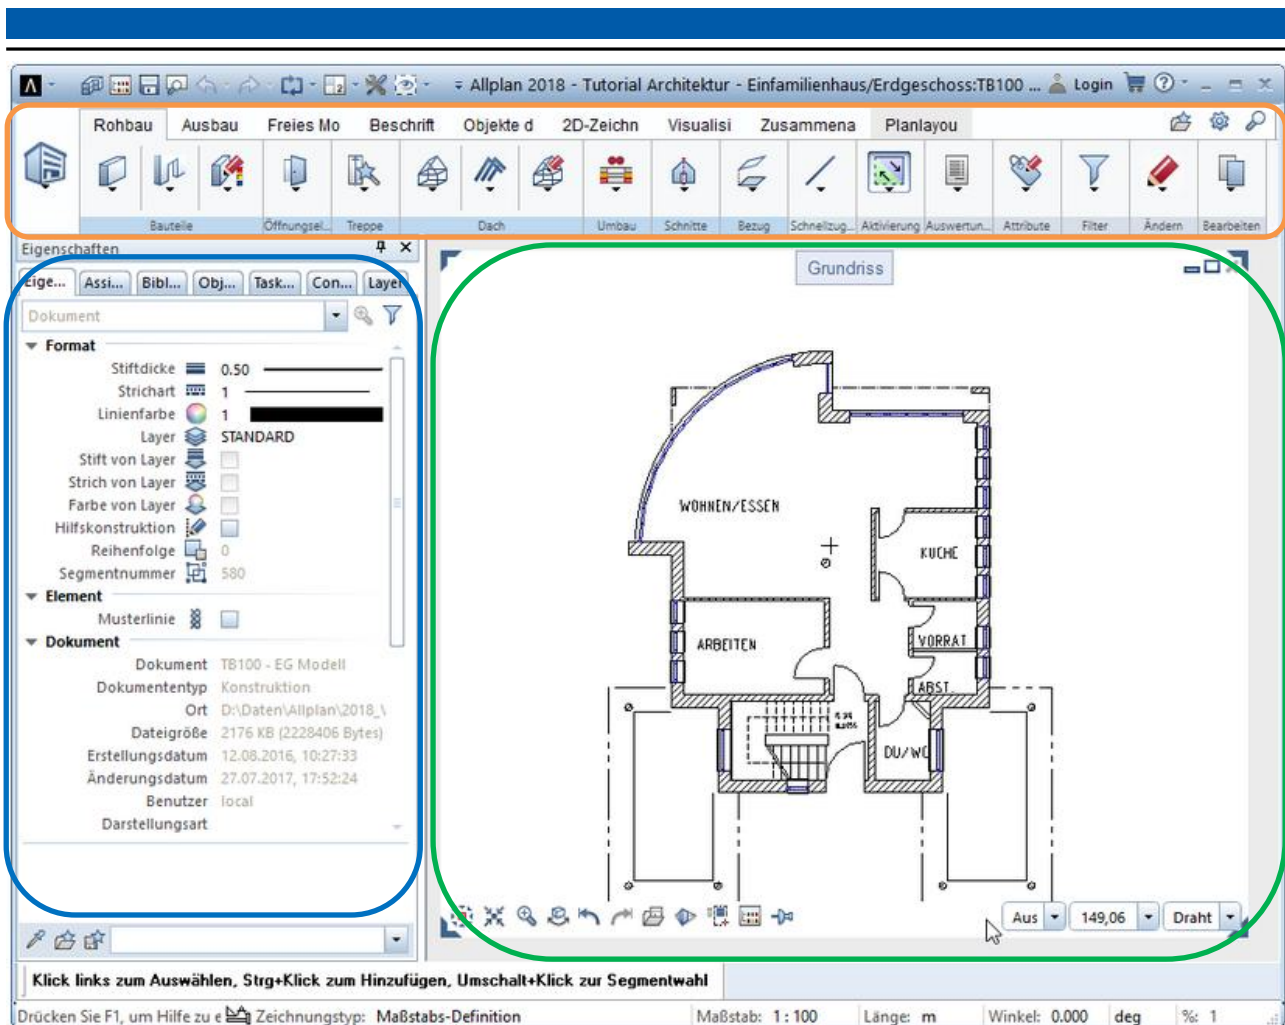 Allplan 2018 - Tutorial Architektur - Einfamilienhaus/Erdgeschoss:TB100 ... Login
Rohbau Ausbau Freies Mo Beschrift Objekte d 2D-Zeichn Visualisi Zusammena Planlayou
Bauteile Öffnungsel... Treppe Dach Umbau Schnitte Bezug Schnellzug... Aktivierung Auswertun... Attribute Filter Ändern Bearbeiten
Eigenschaften
Eige... Assi... Bibl... Obj... Task... Con... Layer
Dokument
Format
Stiftdicke 0.50
Strichart 1
Linienfarbe 1
Layer STANDARD
Stift von Layer
Strich von Layer
Farbe von Layer
Hilfskonstruktion
Reihenfolge 0
Segmentnummer 580
Element
Musterlinie
Dokument
Dokument TB100 - EG Modell
Dokumententyp Konstruktion
Ort D:\Daten\Allplan\2018_\
Dateigröße 2176 KB (2228406 Bytes)
Erstellungsdatum 12.08.2016, 10:27:33
Änderungsdatum 27.07.2017, 17:52:24
Benutzer local
Darstellungsart
Grundriss
WOHNEN/ESSEN
KÜCHE
ARBEITEN
VORRAT
ABST.
DU/WC
Aus 149,06 Draht
Klick links zum Auswählen, Strg+Klick zum Hinzufügen, Umschalt+Klick zur Segmentwahl
Drücken Sie F1, um Hilfe zu e Zeichnungstyp: Maßstabs-Definition Maßstab: 1:100 Länge: m Winkel: 0.000 deg %: 1